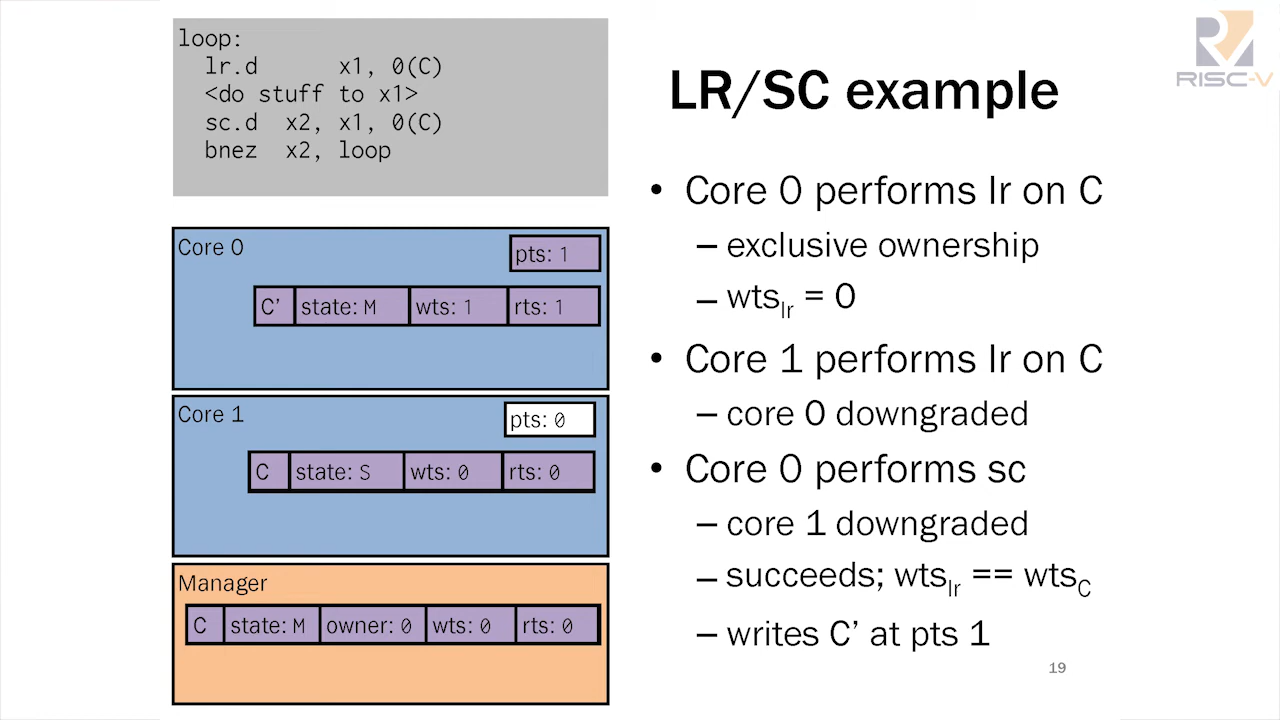 loop:
lr.d x1, 0(C)
<do stuff to x1>
sc.d x2, x1, 0(C)
bnez x2, loop
Core 0
pts: 1
C’ state: M wts: 1 rts: 1
Core 1
pts: 0
C state: S wts: 0 rts: 0
Manager
C state: M owner: 0 wts: 0 rts: 0
RISC-V
LR/SC example
• Core 0 performs lr on C
– exclusive ownership
– wts_lr = 0
• Core 1 performs lr on C
– core 0 downgraded
• Core 0 performs sc
– core 1 downgraded
– succeeds; wts_lr == wts_C
– writes C’ at pts 1
19